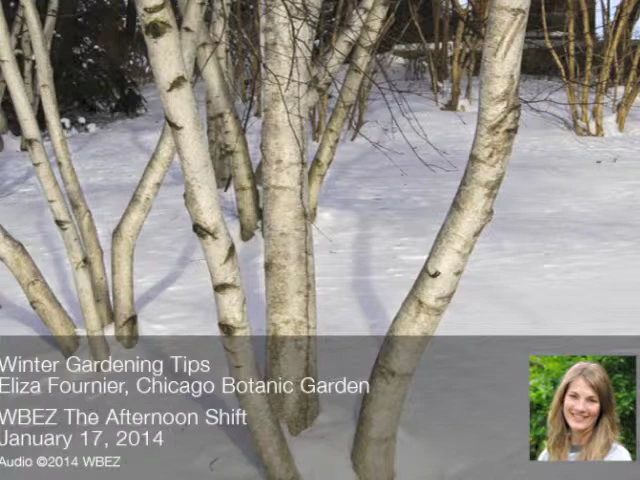 Winter Gardening Tips
Eliza Fournier, Chicago Botanic Garden
WBEZ The Afternoon Shift
January 17, 2014
Audio ©2014 WBEZ